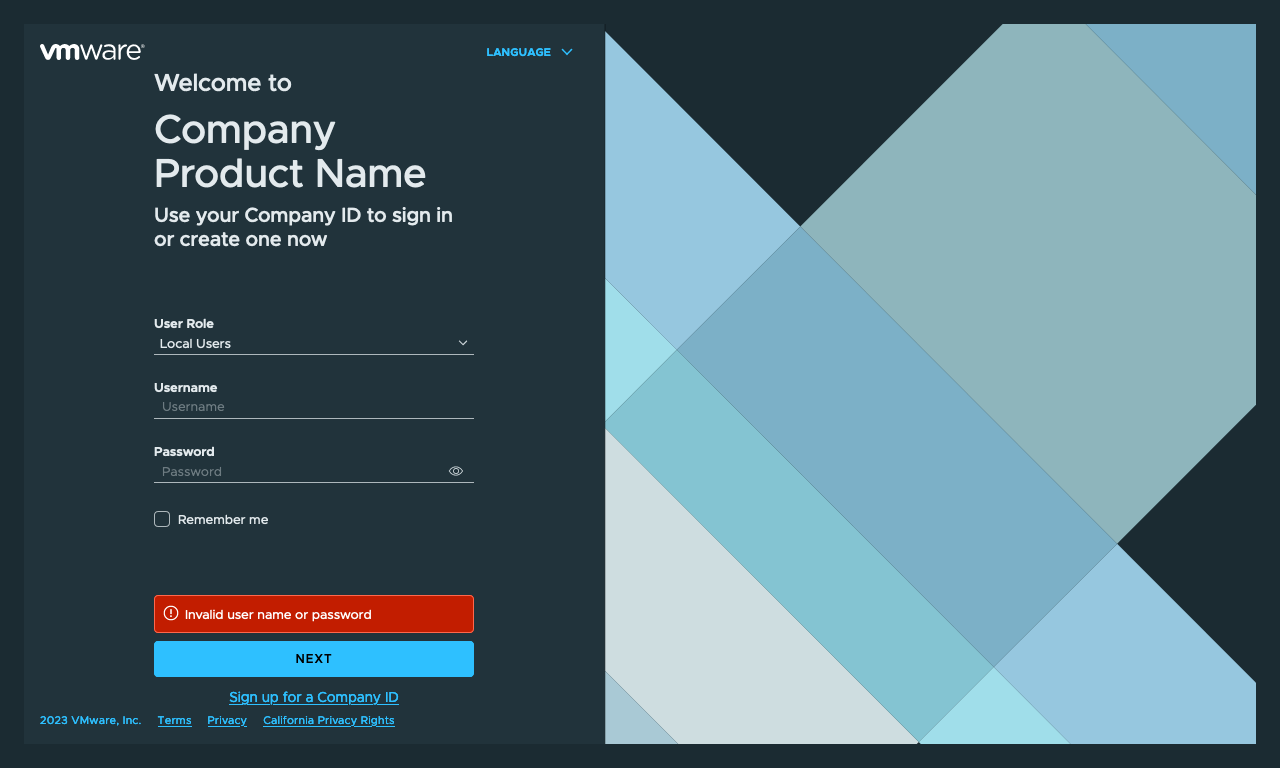 vmware®
LANGUAGE
Welcome to
Company
Product Name
Use your Company ID to sign in
or create one now
User Role
Local Users
Username
Username
Password
Password
Remember me
Invalid user name or password
NEXT
Sign up for a Company ID
2023 VMware, Inc. Terms Privacy California Privacy Rights